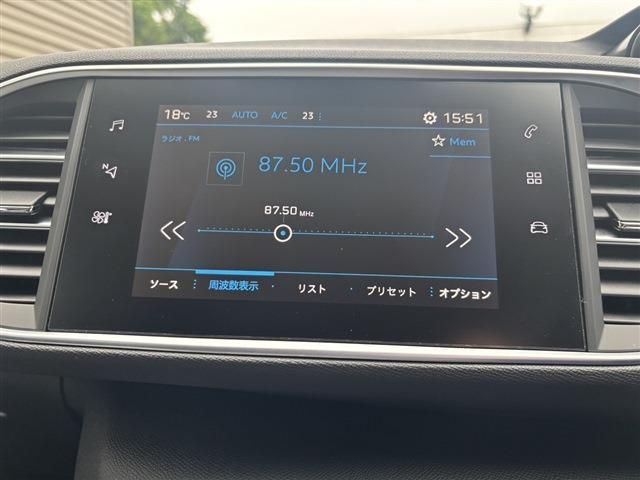 18℃ 23 AUTO A/C 23 15:51
ラジオ.FM
Mem
87.50 MHz
87.50 MHz
ソース 周波数表示 リスト プリセット オプション
N